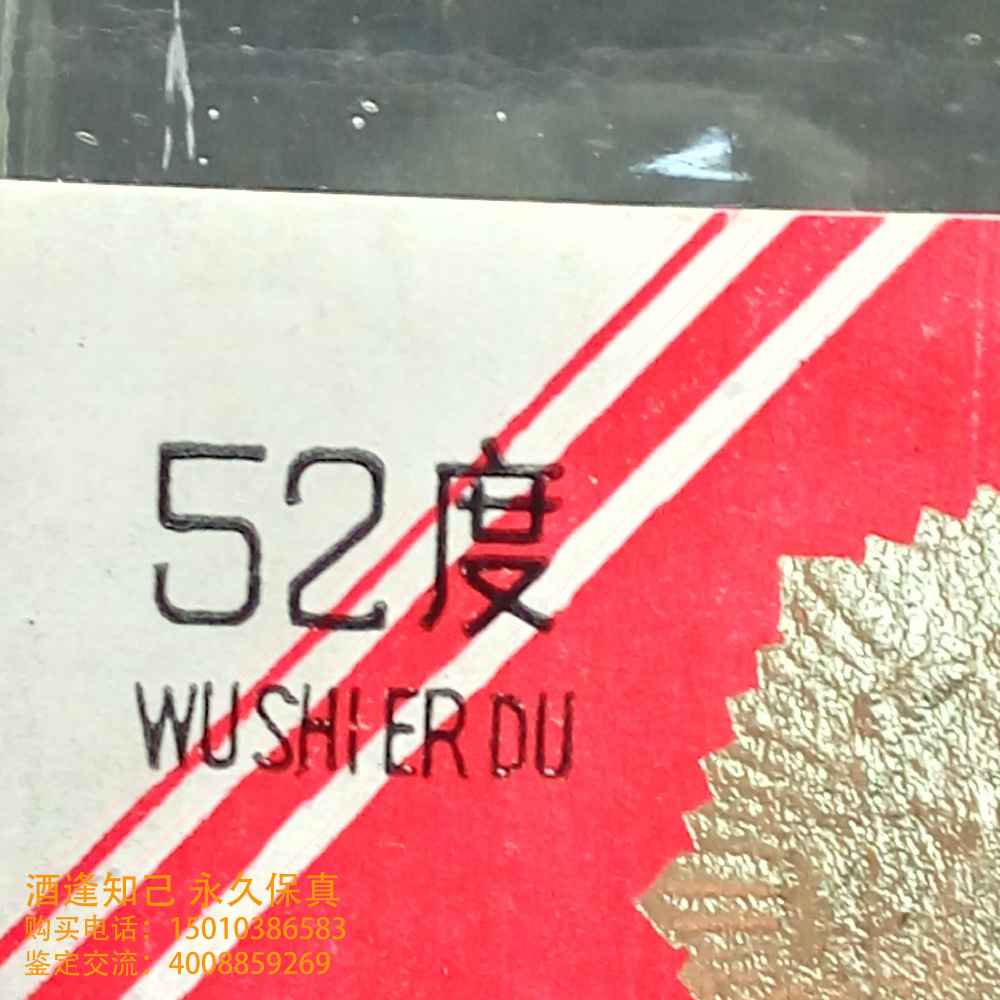 52度
WUSHI ER DU
酒逢知己 永久保真
购买电话：15010386583
鉴定交流：4008859269